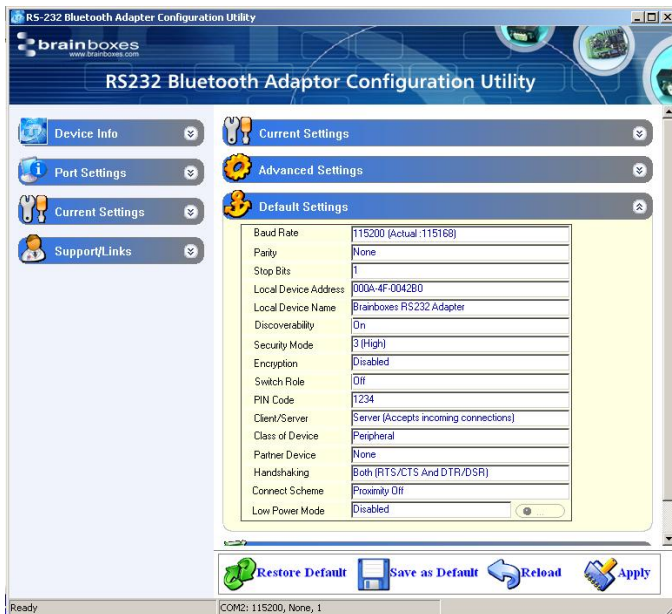 RS-232 Bluetooth Adapter Configuration Utility
brainboxes
www.brainboxes.com
RS232 Bluetooth Adaptor Configuration Utility
Device Info
Port Settings
Current Settings
Support/Links
Current Settings
Advanced Settings
Default Settings
Baud Rate 115200 (Actual :115168)
Parity None
Stop Bits 1
Local Device Address 000A-4F-0042B0
Local Device Name Brainboxes RS232 Adapter
Discoverability On
Security Mode 3 (High)
Encryption Disabled
Switch Role Off
PIN Code 1234
Client/Server Server (Accepts incoming connections)
Class of Device Peripheral
Partner Device None
Handshaking Both (RTS/CTS And DTR/DSR)
Connect Scheme Proximity Off
Low Power Mode Disabled ...
Restore Default Save as Default Reload Apply
Ready COM2: 115200, None, 1